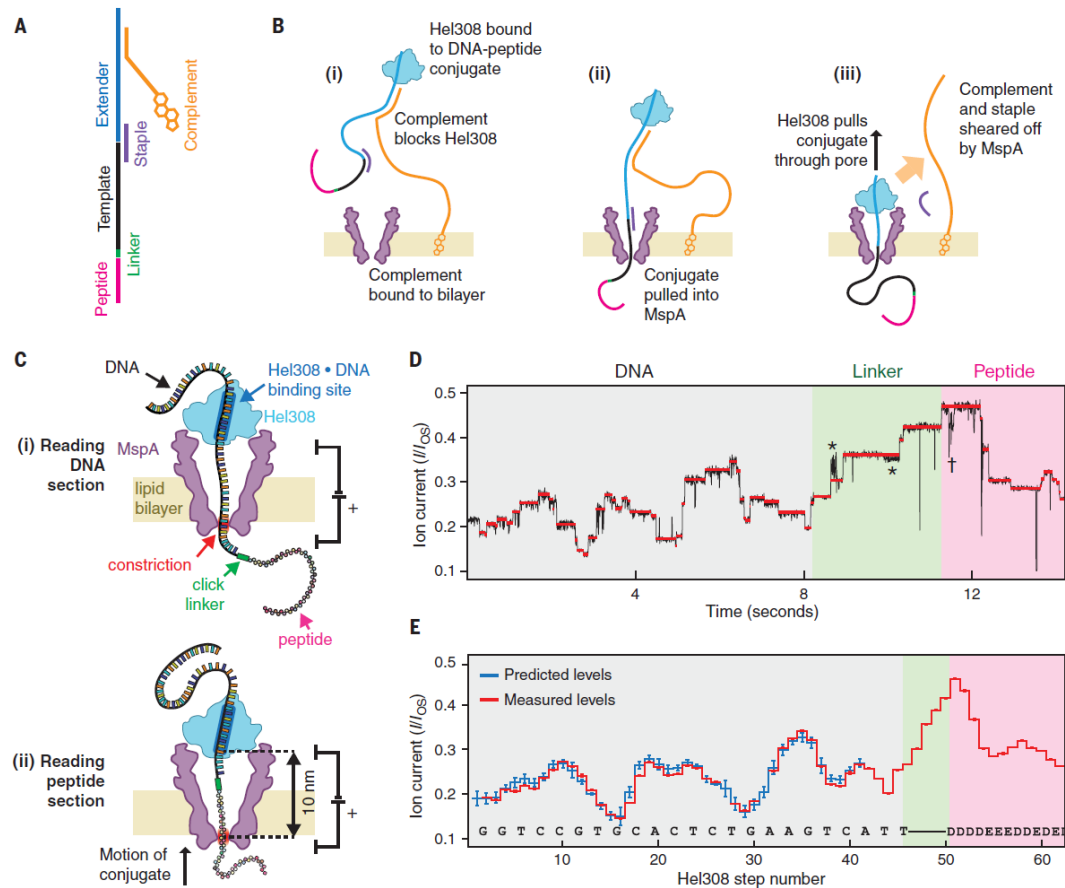 A
Extender
Template
Peptide
Staple
Linker
Complement
B
(i)
Hel308 bound
to DNA-peptide
conjugate
Complement
blocks Hel308
Complement
bound to bilayer
(ii)
Conjugate
pulled into
MspA
(iii)
Hel308 pulls
conjugate
through pore
Complement
and staple
sheared off
by MspA
C
DNA
Hel308 • DNA
binding site
Hel308
(i) Reading
DNA
section
MspA
lipid
bilayer
+
constriction
click
linker
peptide
(ii) Reading
peptide
section
10 nm
+
Motion of
conjugate
D
DNA
Linker
Peptide
Ion current (I/IOS)
0.5
0.4
0.3
0.2
0.1
*
*
†
4
8
12
Time (seconds)
E
Predicted levels
Measured levels
Ion current (I/IOS)
0.5
0.4
0.3
0.2
0.1
G G T C C G T G C A C T C T G A A G T C A T T DDDDEEEDDEDED
10
20
30
40
50
60
Hel308 step number